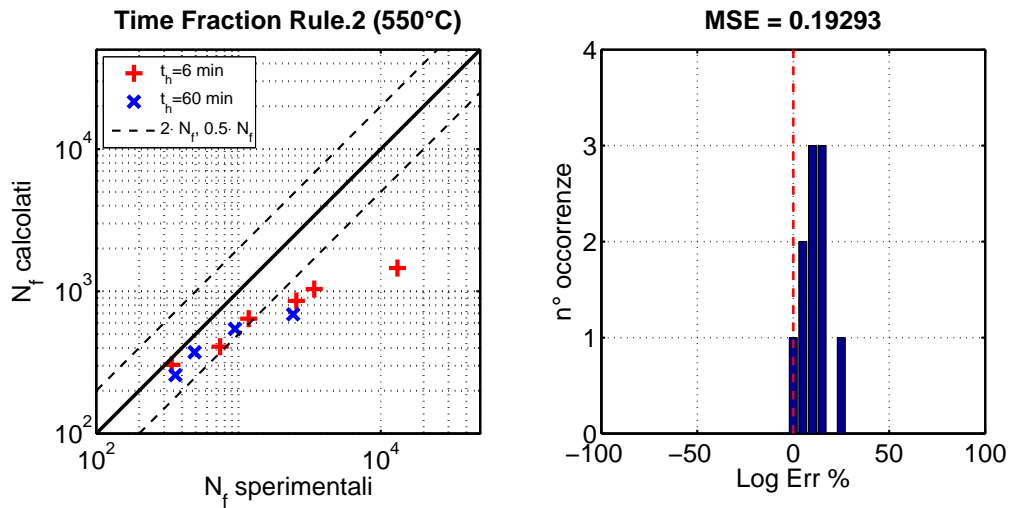 Time Fraction Rule.2 (550°C)
t_h=6 min
t_h=60 min
2· N_f, 0.5· N_f
10^4
10^3
10^2
10^2
10^4
N_f calcolati
N_f sperimentali
MSE = 0.19293
4
3
2
1
0
−100
−50
0
50
100
n° occorrenze
Log Err %